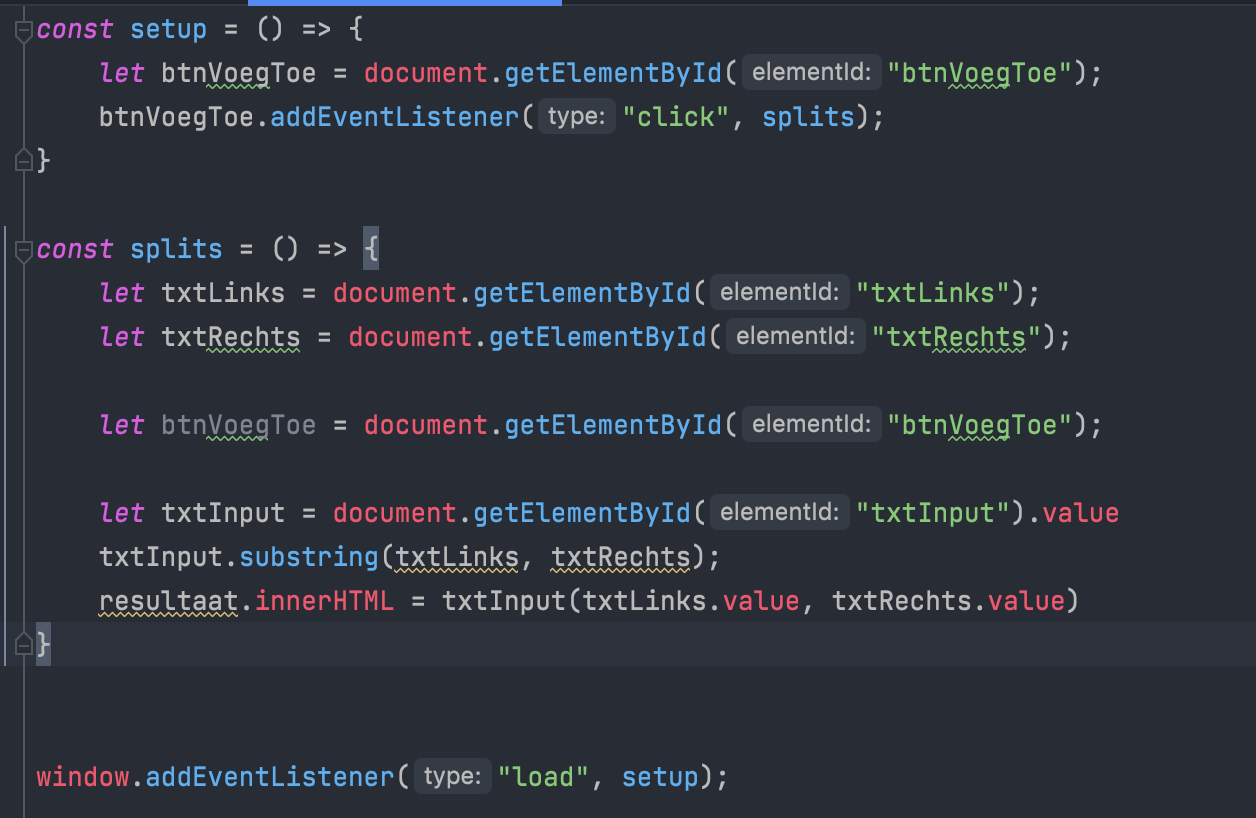 const setup = () => {
    let btnVoegToe = document.getElementById( elementId: "btnVoegToe");
    btnVoegToe.addEventListener( type: "click", splits);
}
const splits = () => {
    let txtLinks = document.getElementById( elementId: "txtLinks");
    let txtRechts = document.getElementById( elementId: "txtRechts");
    let btnVoegToe = document.getElementById( elementId: "btnVoegToe");
    let txtInput = document.getElementById( elementId: "txtInput").value
    txtInput.substring(txtLinks, txtRechts);
    resultaat.innerHTML = txtInput(txtLinks.value, txtRechts.value)
}
window.addEventListener( type: "load", setup);